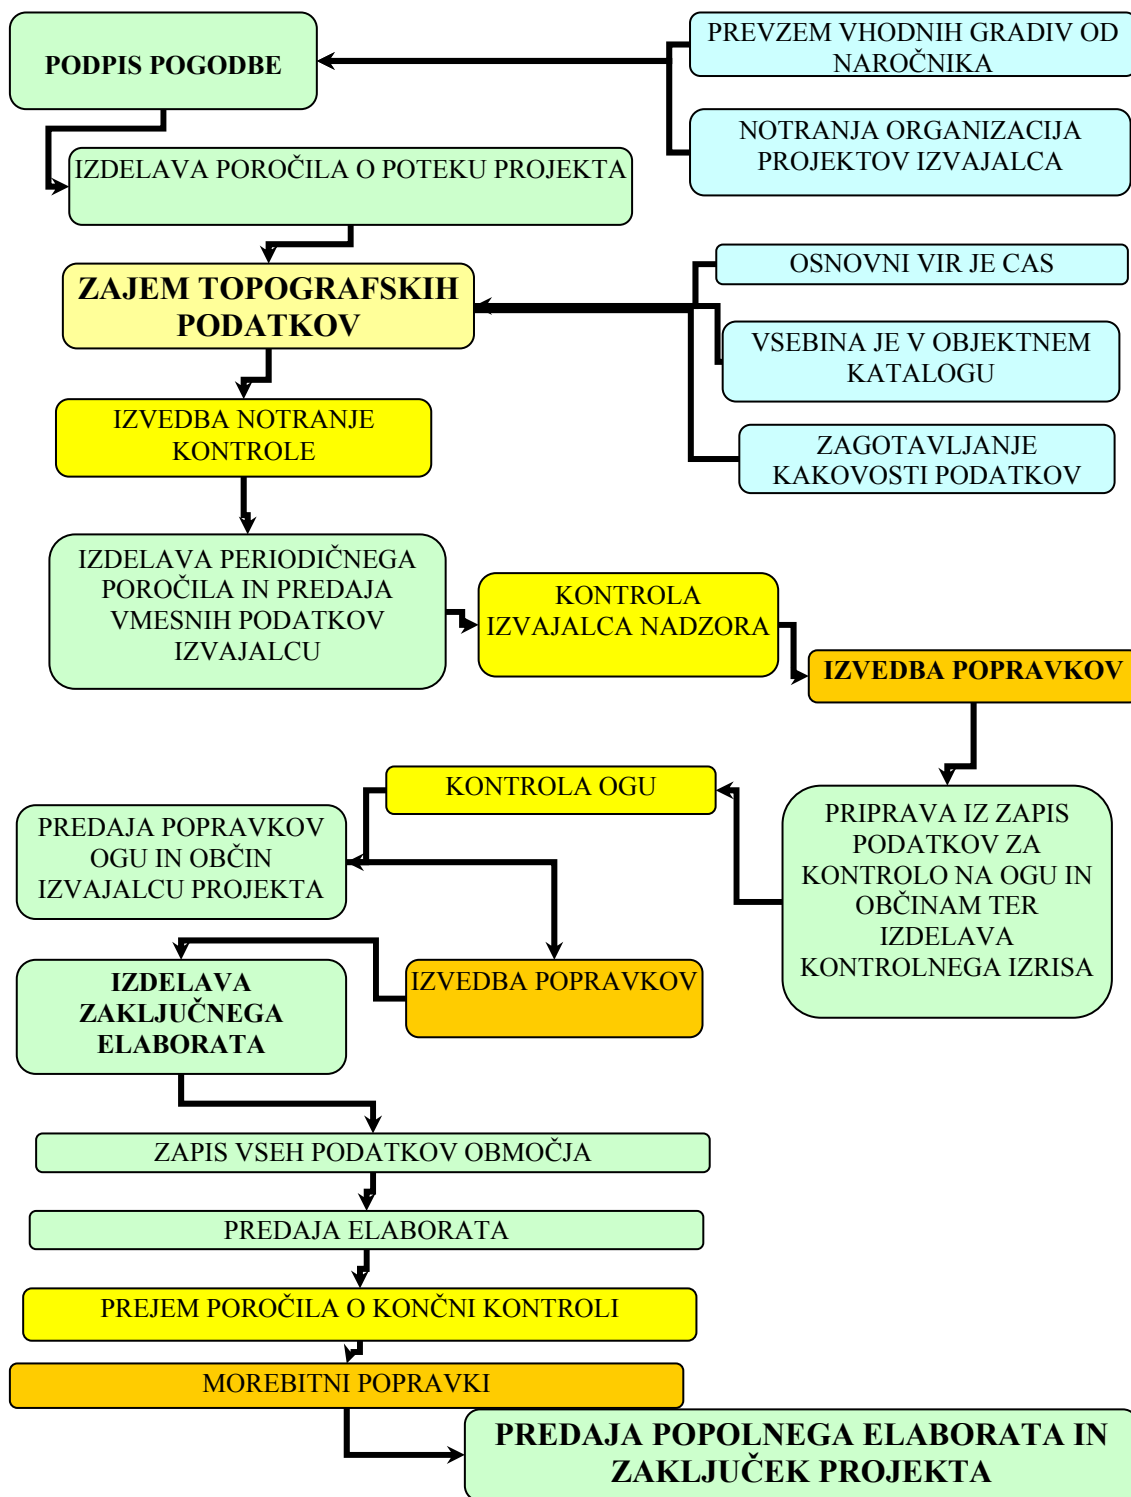 PODPIS POGODBE
PREVZEM VHODNIH GRADIV OD
NAROČNIKA
NOTRANJA ORGANIZACIJA
PROJEKTOV IZVAJALCA
IZDELAVA POROČILA O POTEKU PROJEKTA
ZAJEM TOPOGRAFSKIH
PODATKOV
OSNOVNI VIR JE CAS
VSEBINA JE V OBJEKTNEM
KATALOGU
ZAGOTAVLJANJE
KAKOVOSTI PODATKOV
IZVEDBA NOTRANJE
KONTROLE
IZDELAVA PERIODIČNEGA
POROČILA IN PREDAJA
VMESNIH PODATKOV
IZVAJALCU
KONTROLA
IZVAJALCA NADZORA
IZVEDBA POPRAVKOV
PRIPRAVA IZ ZAPIS
PODATKOV ZA
KONTROLO NA OGU IN
OBČINAM TER
IZDELAVA
KONTROLNEGA IZRISA
KONTROLA OGU
PREDAJA POPRAVKOV
OGU IN OBČIN
IZVAJALCU PROJEKTA
IZVEDBA POPRAVKOV
IZDELAVA
ZAKLJUČNEGA
ELABORATA
ZAPIS VSEH PODATKOV OBMOČJA
PREDAJA ELABORATA
PREJEM POROČILA O KONČNI KONTROLI
MOREBITNI POPRAVKI
PREDAJA POPOLNEGA ELABORATA IN
ZAKLJUČEK PROJEKTA